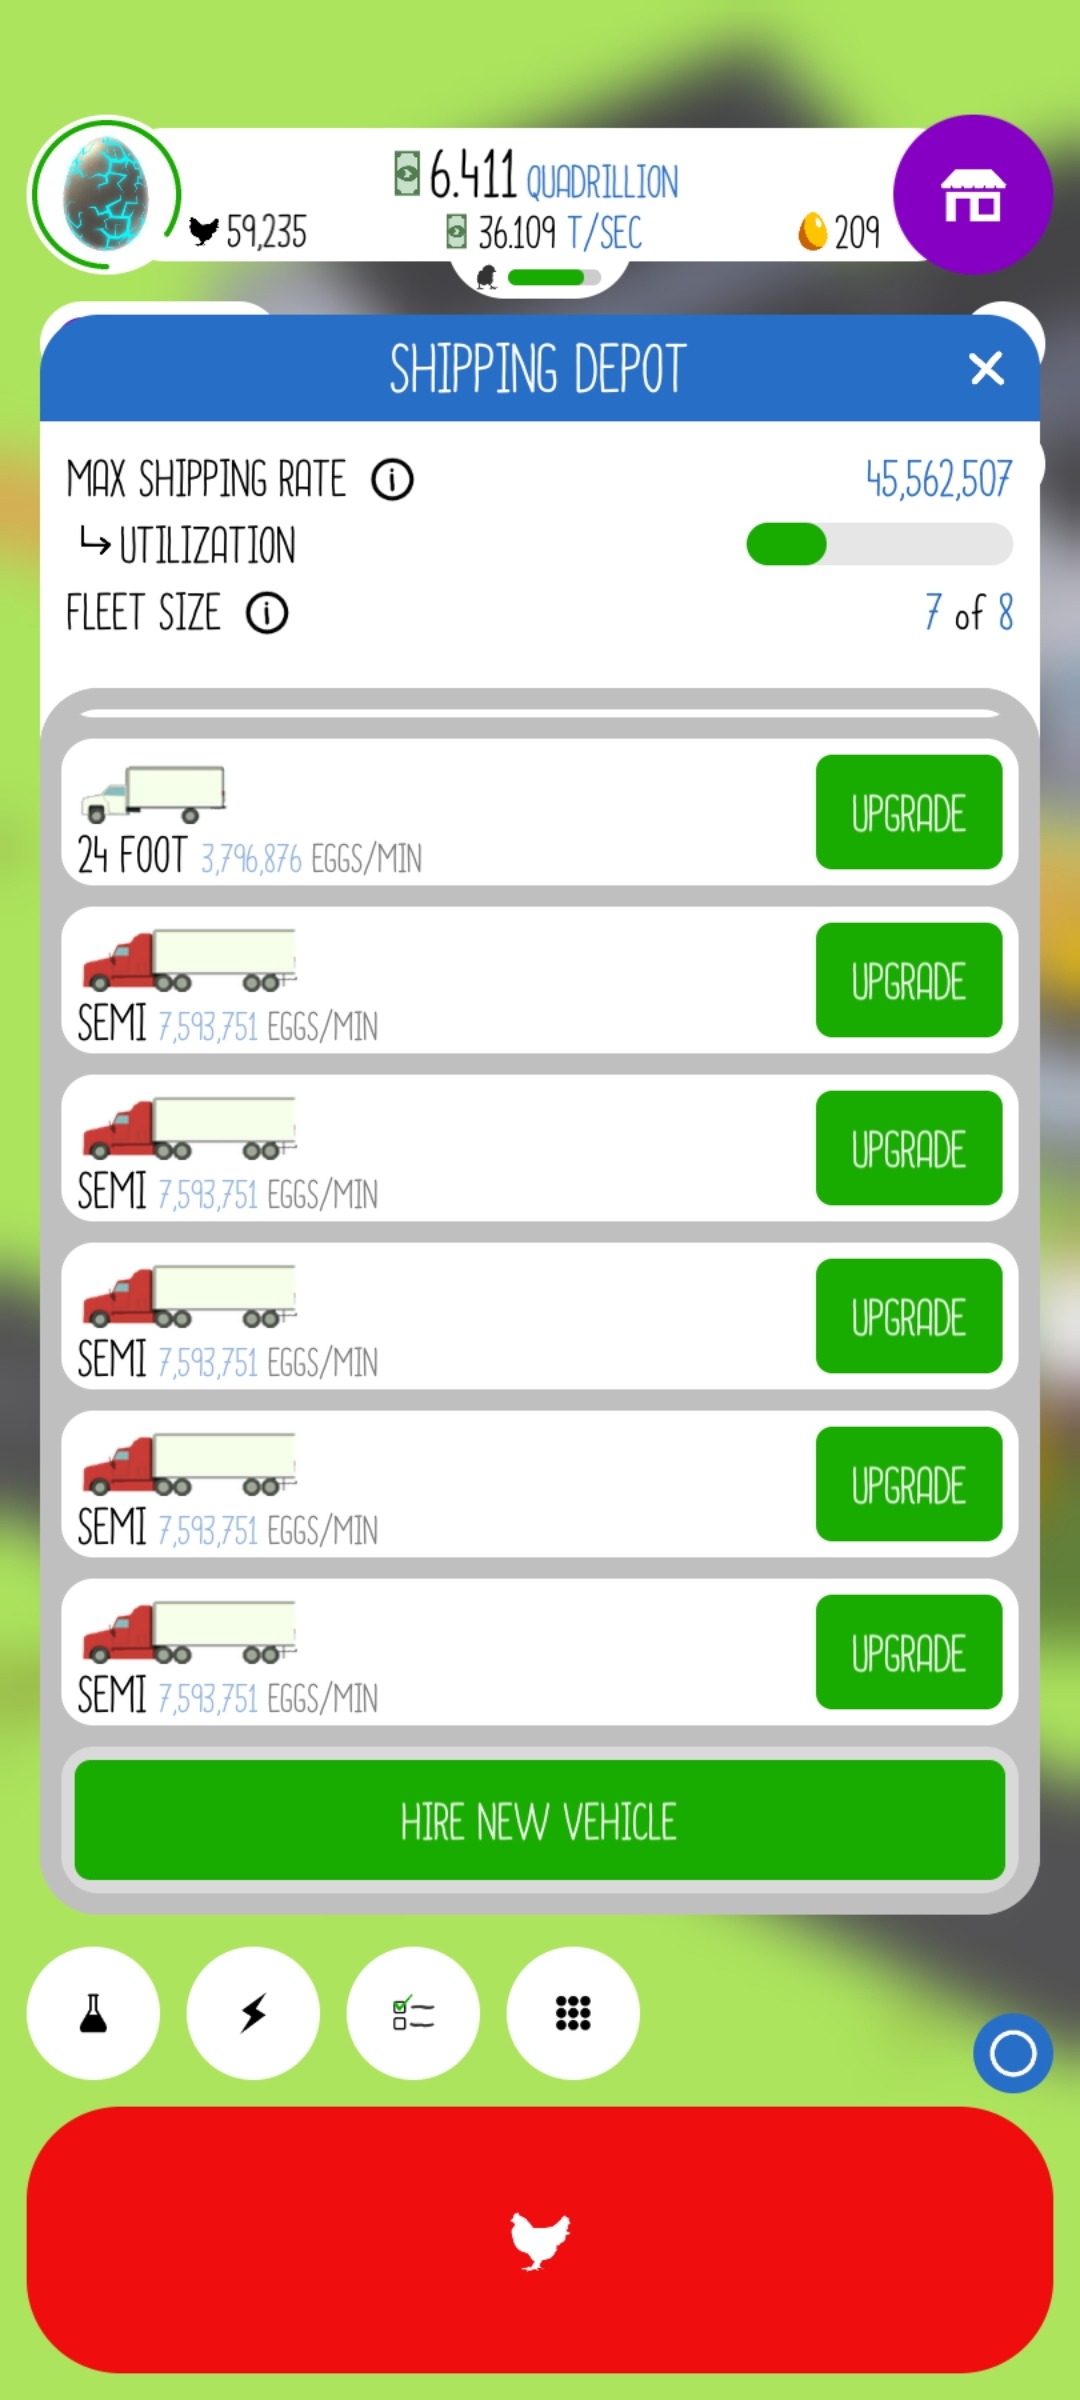 6.411 QUADRILLION
59,235
36.109 T/SEC
209
SHIPPING DEPOT
MAX SHIPPING RATE 45,562,507
UTILIZATION
FLEET SIZE 7 of 8
24 FOOT 3,796,876 EGGS/MIN
UPGRADE
SEMI 7,593,751 EGGS/MIN
UPGRADE
SEMI 7,593,751 EGGS/MIN
UPGRADE
SEMI 7,593,751 EGGS/MIN
UPGRADE
SEMI 7,593,751 EGGS/MIN
UPGRADE
SEMI 7,593,751 EGGS/MIN
UPGRADE
HIRE NEW VEHICLE